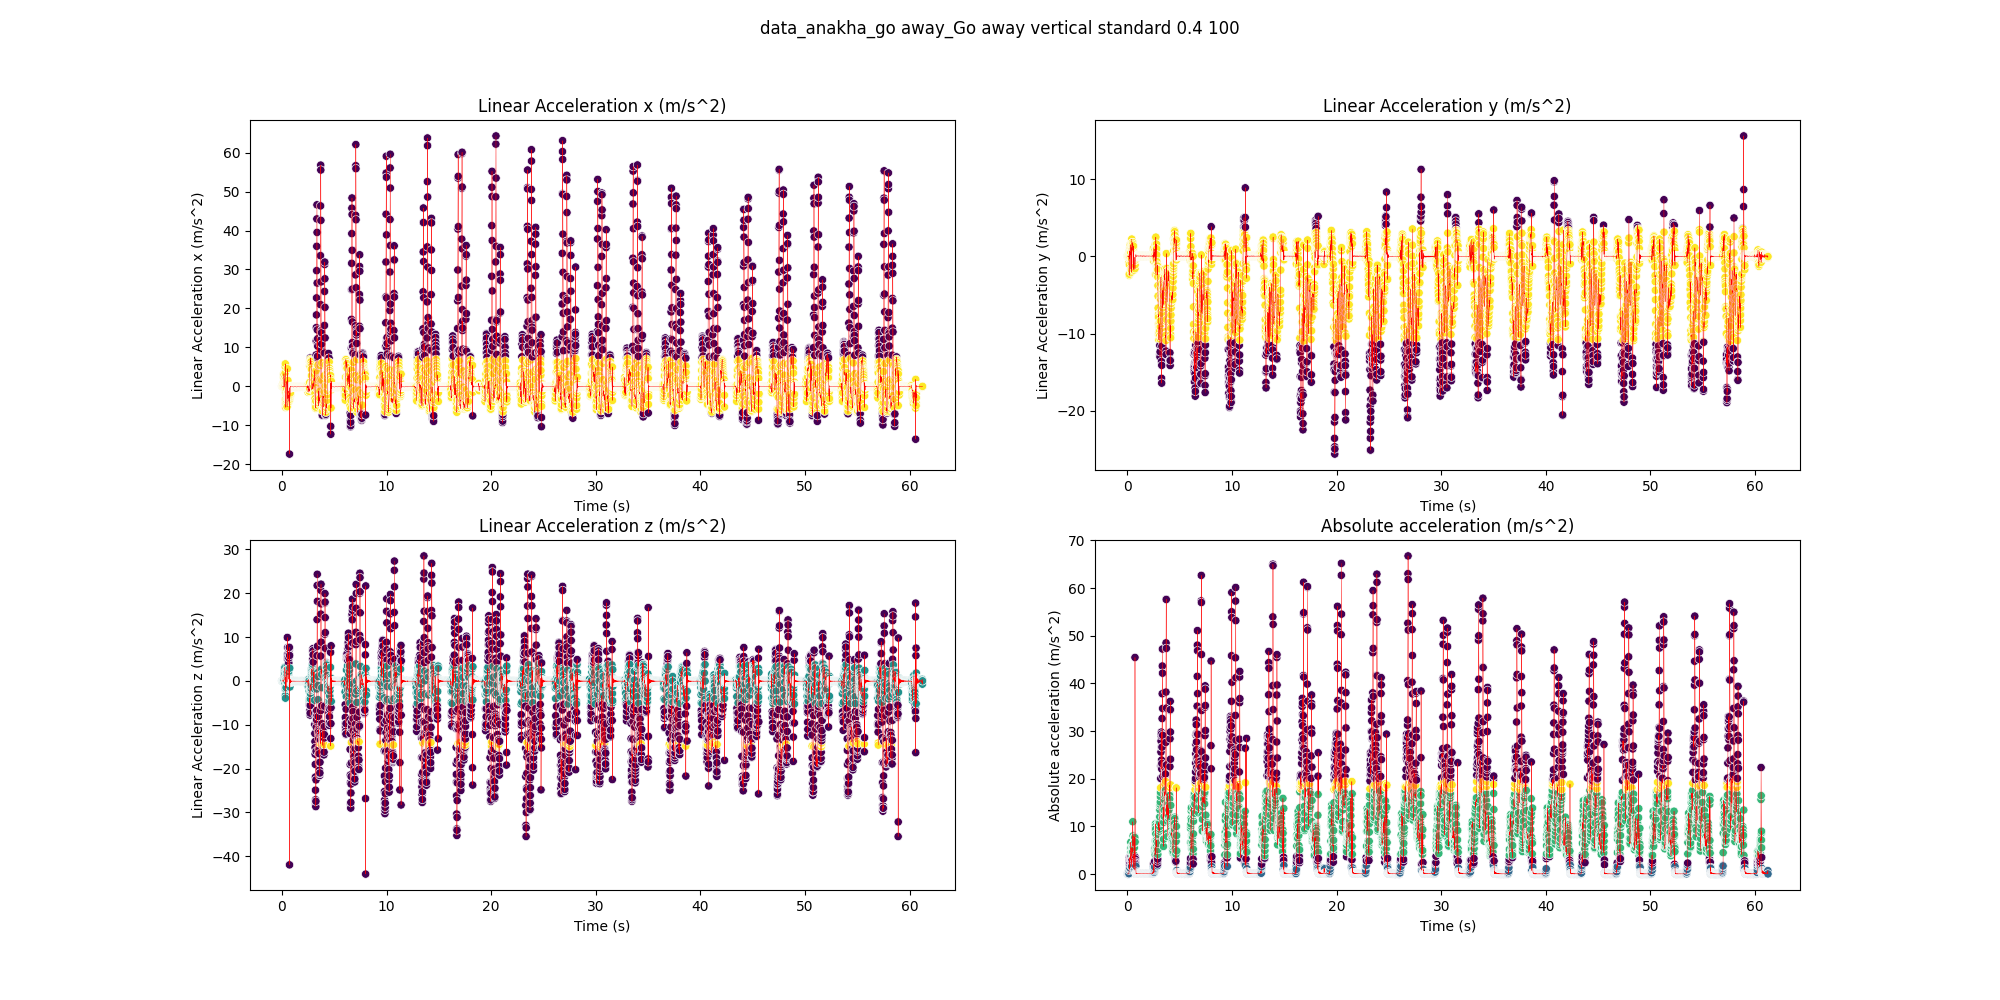 data_anakha_go away_Go away vertical standard 0.4 100
Linear Acceleration x (m/s^2)
Linear Acceleration x (m/s^2)
60
50
40
30
20
10
0
−10
−20
0 10 20 30 40 50 60
Time (s)
Linear Acceleration y (m/s^2)
Linear Acceleration y (m/s^2)
10
0
−10
−20
0 10 20 30 40 50 60
Time (s)
Linear Acceleration z (m/s^2)
Linear Acceleration z (m/s^2)
30
20
10
0
−10
−20
−30
−40
0 10 20 30 40 50 60
Time (s)
Absolute acceleration (m/s^2)
Absolute acceleration (m/s^2)
70
60
50
40
30
20
10
0
0 10 20 30 40 50 60
Time (s)